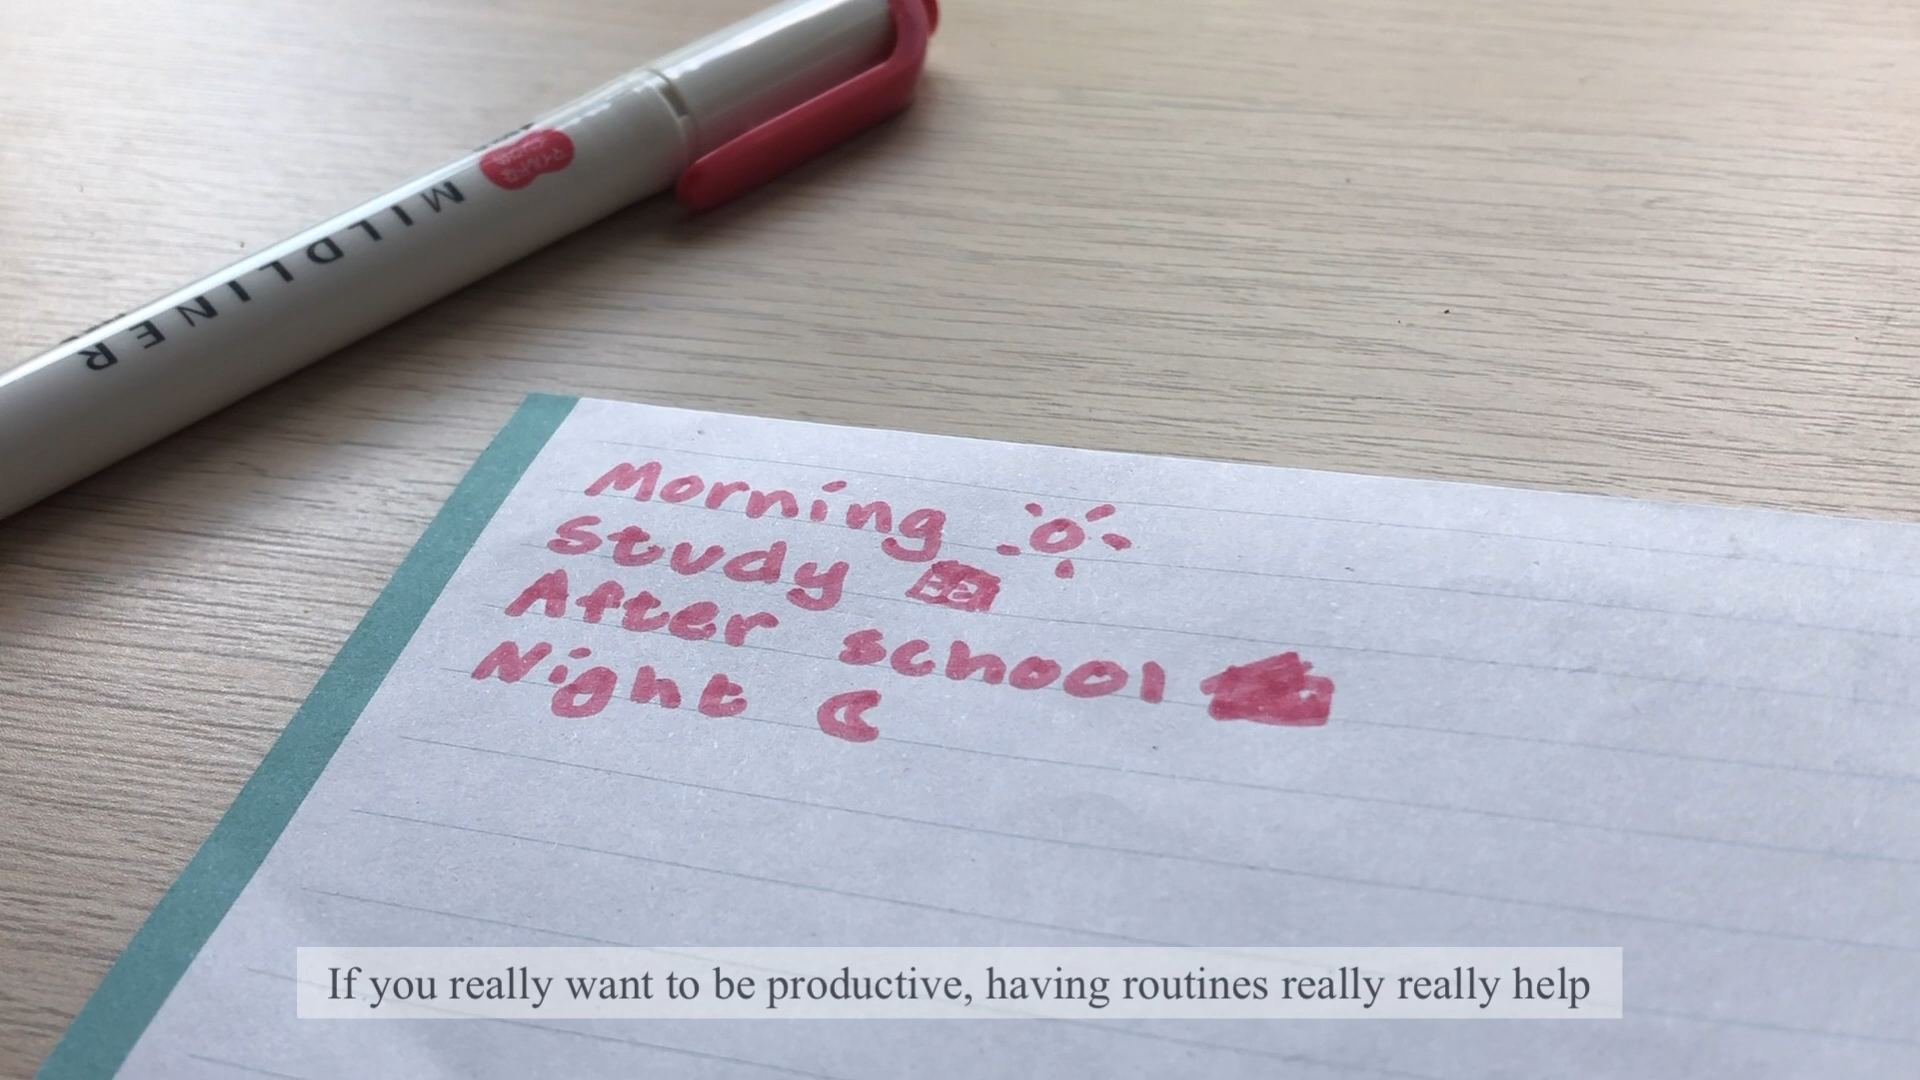 MILDLINER
Morning
Study
After school
Night
If you really want to be productive, having routines really really help